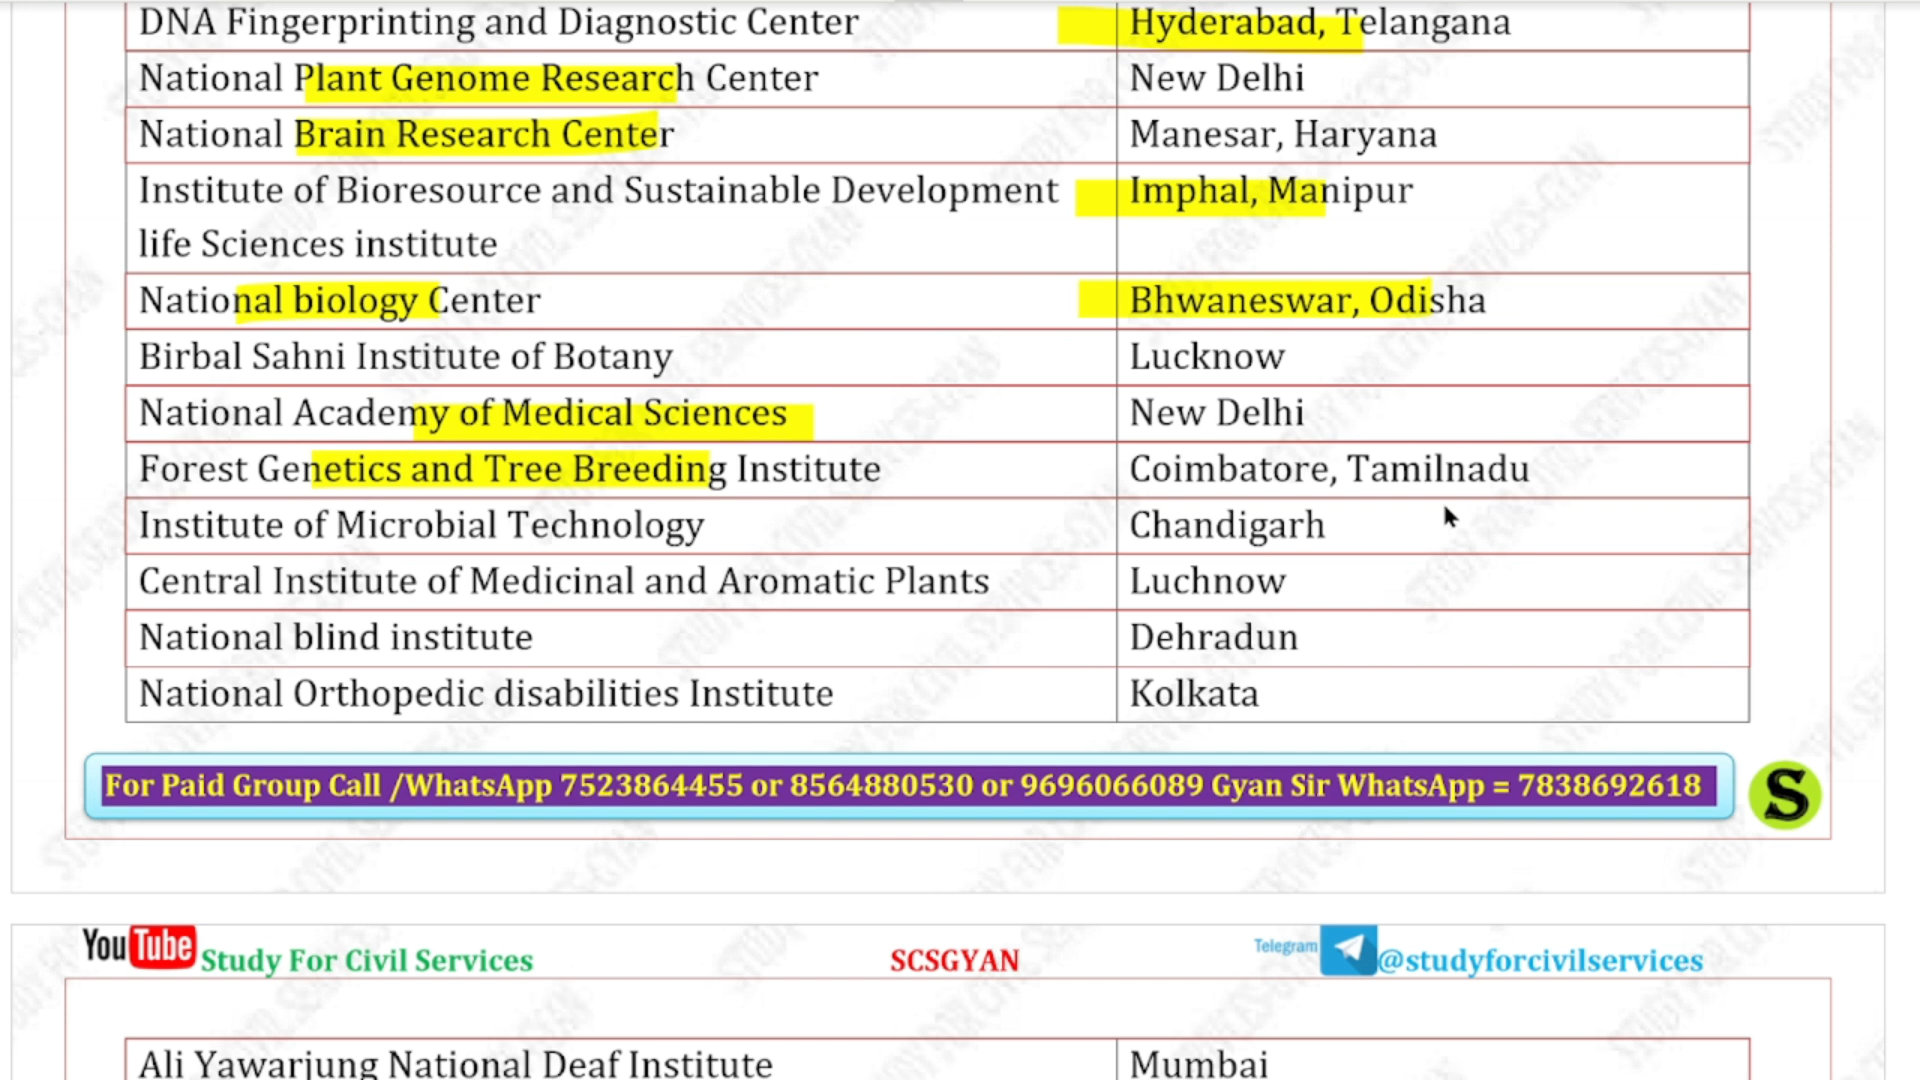 DNA Fingerprinting and Diagnostic Center Hyderabad, Telangana
National Plant Genome Research Center New Delhi
National Brain Research Center Manesar, Haryana
Institute of Bioresource and Sustainable Development Imphal, Manipur
life Sciences institute
National biology Center Bhwaneswar, Odisha
Birbal Sahni Institute of Botany Lucknow
National Academy of Medical Sciences New Delhi
Forest Genetics and Tree Breeding Institute Coimbatore, Tamilnadu
Institute of Microbial Technology Chandigarh
Central Institute of Medicinal and Aromatic Plants Luchnow
National blind institute Dehradun
National Orthopedic disabilities Institute Kolkata
For Paid Group Call /WhatsApp 7523864455 or 8564880530 or 9696066089 Gyan Sir WhatsApp = 7838692618
S
YouTube Study For Civil Services SCSGYAN Telegram @studyforcivilservices
Ali Yawarjung National Deaf Institute Mumbai